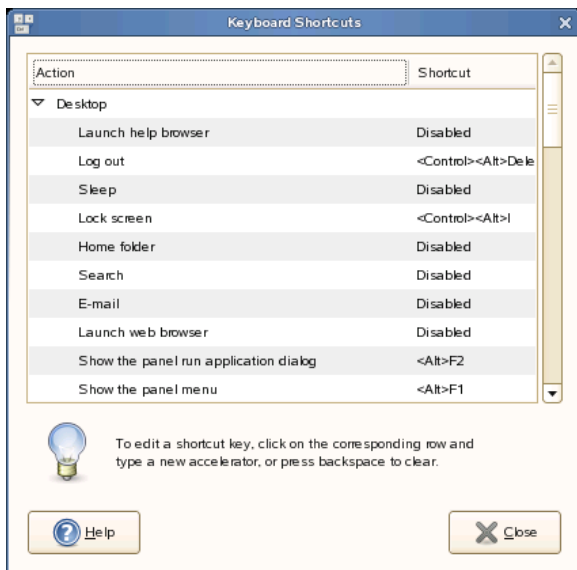 Keyboard Shortcuts
Action Shortcut
Desktop
Launch help browser Disabled
Log out <Control><Alt>Dele
Sleep Disabled
Lock screen <Control><Alt>l
Home folder Disabled
Search Disabled
E-mail Disabled
Launch web browser Disabled
Show the panel run application dialog <Alt>F2
Show the panel menu <Alt>F1
To edit a shortcut key, click on the corresponding row and
type a new accelerator, or press backspace to clear.
Help Close